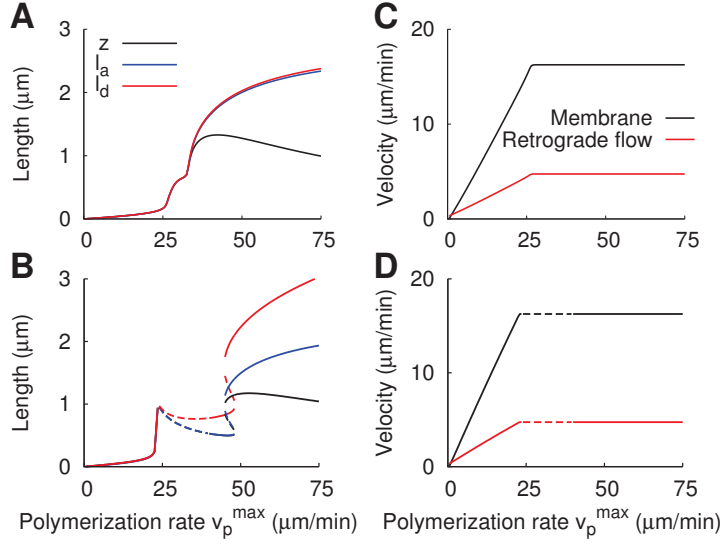 A
3
2
1
0
Length (μm)
z
l_a
l_d
0 25 50 75
C
20
10
0
Velocity (μm/min)
Membrane
Retrograde flow
0 25 50 75
B
3
2
1
0
Length (μm)
0 25 50 75
Polymerization rate v_p^max (μm/min)
D
20
10
0
Velocity (μm/min)
0 25 50 75
Polymerization rate v_p^max (μm/min)